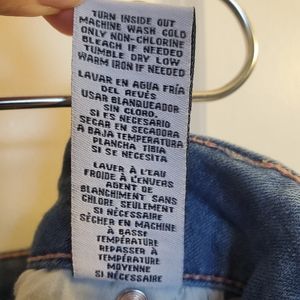 TURN INSIDE OUT
MACHINE WASH COLD
ONLY NON-CHLORINE
BLEACH IF NEEDED
TUMBLE DRY LOW
WARM IRON IF NEEDED
LAVAR EN AGUA FRÍA
DEL REVÉS
USAR BLANQUEADOR
SIN CLORO,
SI ES NECESARIO
SECAR EN SECADORA
A BAJA TEMPERATURA
PLANCHA TIBIA
SI SE NECESITA
LAVER À L'EAU
FROIDE À L'ENVERS
AGENT DE
BLANCHIMENT SANS
CHLORE, SEULEMENT
SI NÉCESSAIRE
SÉCHER EN MACHINE
À BASSE
TEMPÉRATURE
REPASSER À
TEMPÉRATURE
MOYENNE
SI NÉCESSAIRE